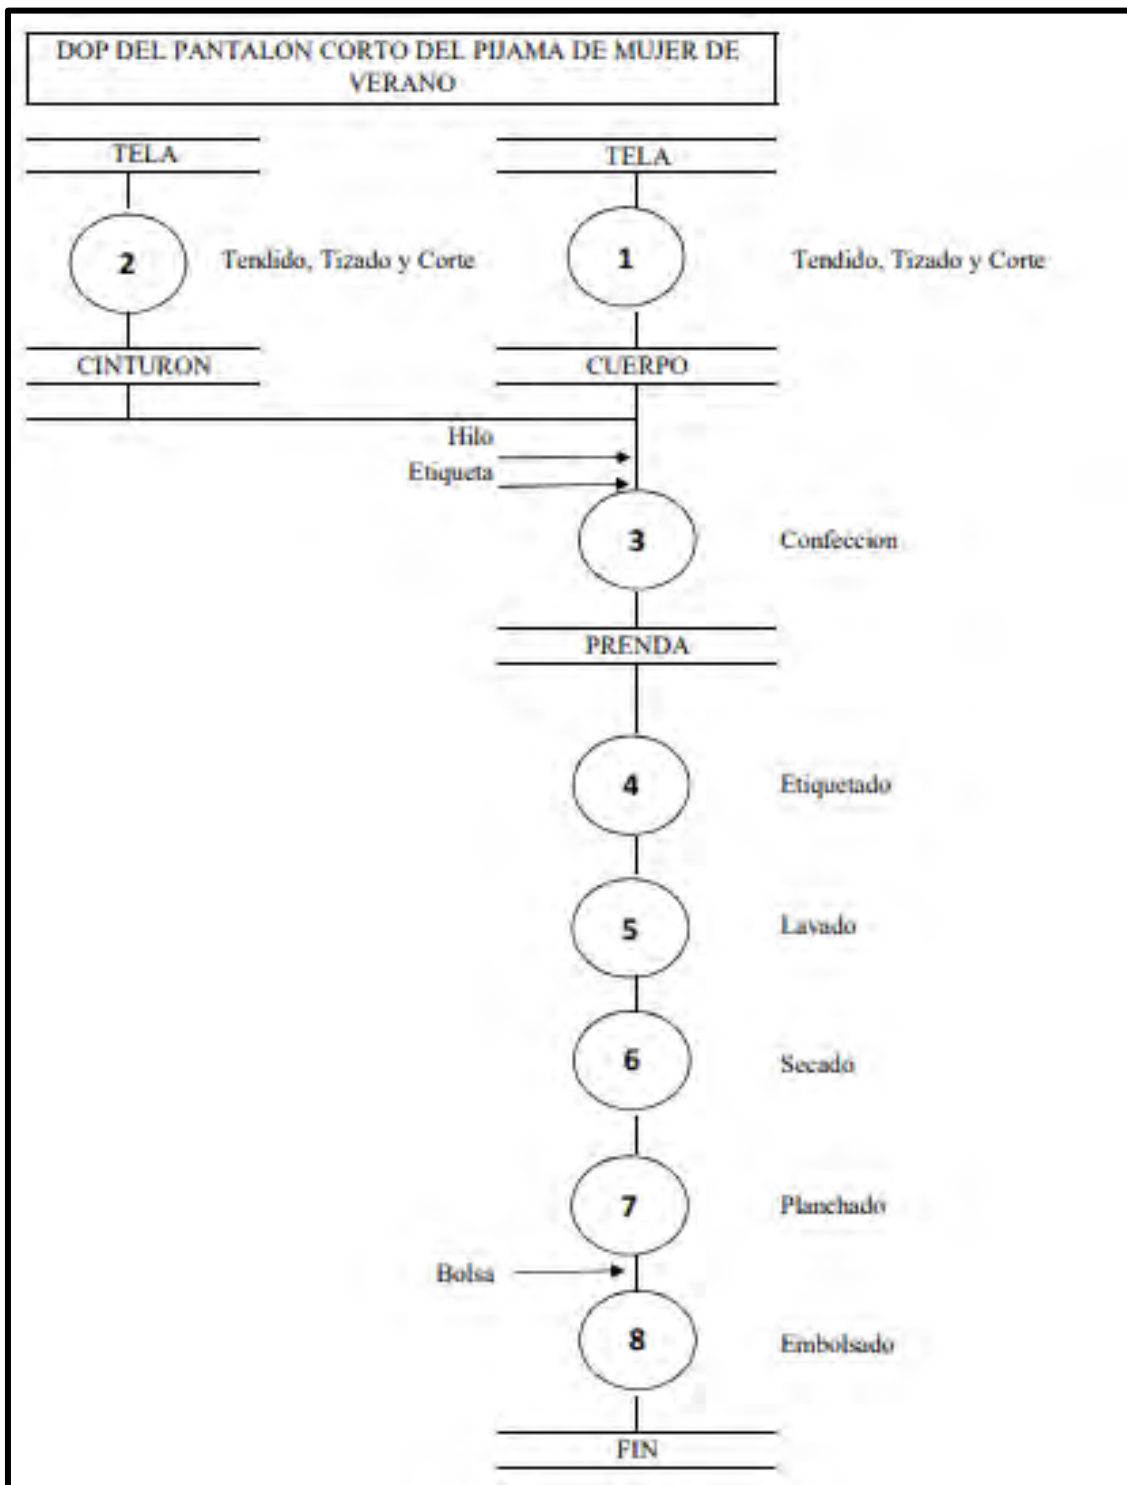 DOP DEL PANTALON CORTO DEL PIJAMA DE MUJER DE
VERANO
TELA
TELA
2
Tendido, Tizado y Corte
1
Tendido, Tizado y Corte
CINTURON
CUERPO
Hilo
Etiqueta
3
Confeccion
PRENDA
4
Etiquetado
5
Lavado
6
Secado
7
Planchado
Bolsa
8
Embolsado
FIN